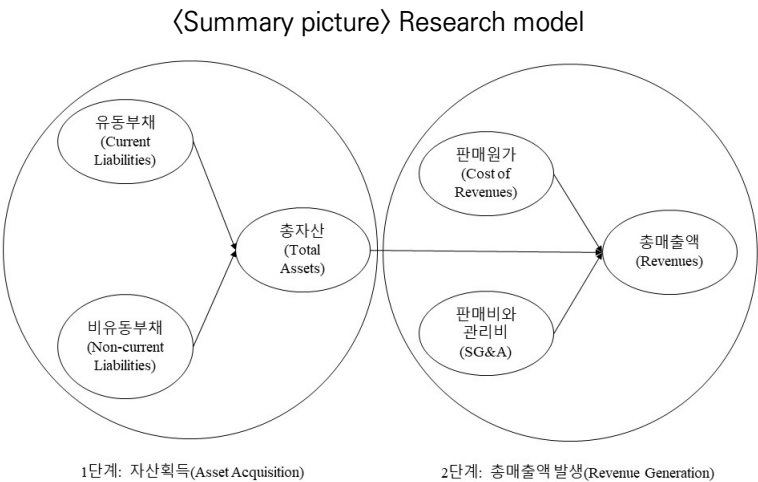 〈Summary picture〉 Research model
유동부채
(Current
Liabilities)
비유동부채
(Non-current
Liabilities)
총자산
(Total
Assets)
판매원가
(Cost of
Revenues)
판매비와
관리비
(SG&A)
총매출액
(Revenues)
1단계: 자산획득(Asset Acquisition)
2단계: 총매출액 발생(Revenue Generation)